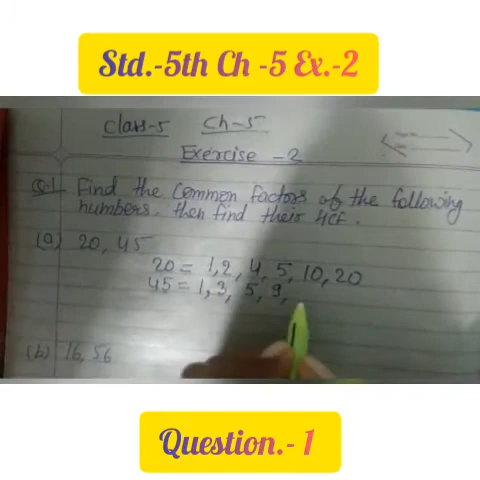 Std.-5th Ch -5 Ex.-2
Class-5 Ch-5
Exercise -2
Q.1 Find the common factors of the following
numbers. then find their HCF.
(a) 20, 45
20 = 1, 2, 4, 5, 10, 20
45 = 1, 3, 5, 9,
(b) 16, 56
Question.- 1